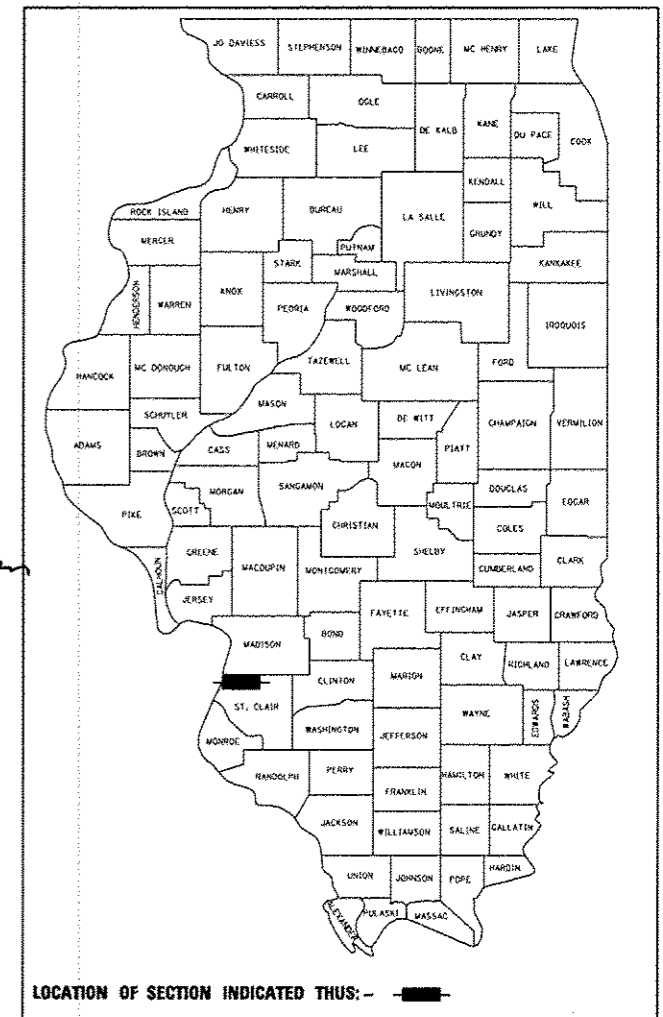 JO DAVIESS STEPHENSON WINNEBAGO BOONE MC HENRY LAKE
CARROLL OGLE DE KALB KANE DU PAGE COOK
WHITESIDE LEE
KENDALL WILL
ROCK ISLAND HENRY BUREAU LA SALLE GRUNDY
MERCER PUTNAM
STARK MARSHALL KANKAKEE
HENDERSON WARREN KNOX PEORIA WOODFORD LIVINGSTON IROQUOIS
HANCOCK MC DONOUGH FULTON TAZEWELL MC LEAN FORD
SCHUYLER MASON LOGAN DE WITT CHAMPAIGN VERMILION
ADAMS BROWN CASS MENARD PIATT
MACON
PIKE SCOTT MORGAN SANGAMON MOULTRIE DOUGLAS EDGAR
CHRISTIAN COLES
CALHOUN GREENE MACOUPIN MONTGOMERY SHELBY CUMBERLAND CLARK
JERSEY FAYETTE EFFINGHAM JASPER CRAWFORD
MADISON BOND
CLAY RICHLAND LAWRENCE
CLINTON MARION
ST. CLAIR WAYNE EDWARDS WABASH
MONROE WASHINGTON JEFFERSON
RANDOLPH PERRY HAMILTON WHITE
FRANKLIN
JACKSON WILLIAMSON SALINE GALLATIN
UNION JOHNSON POPE HARDIN
ALEXANDER PULASKI MASSAC
LOCATION OF SECTION INDICATED THUS:-